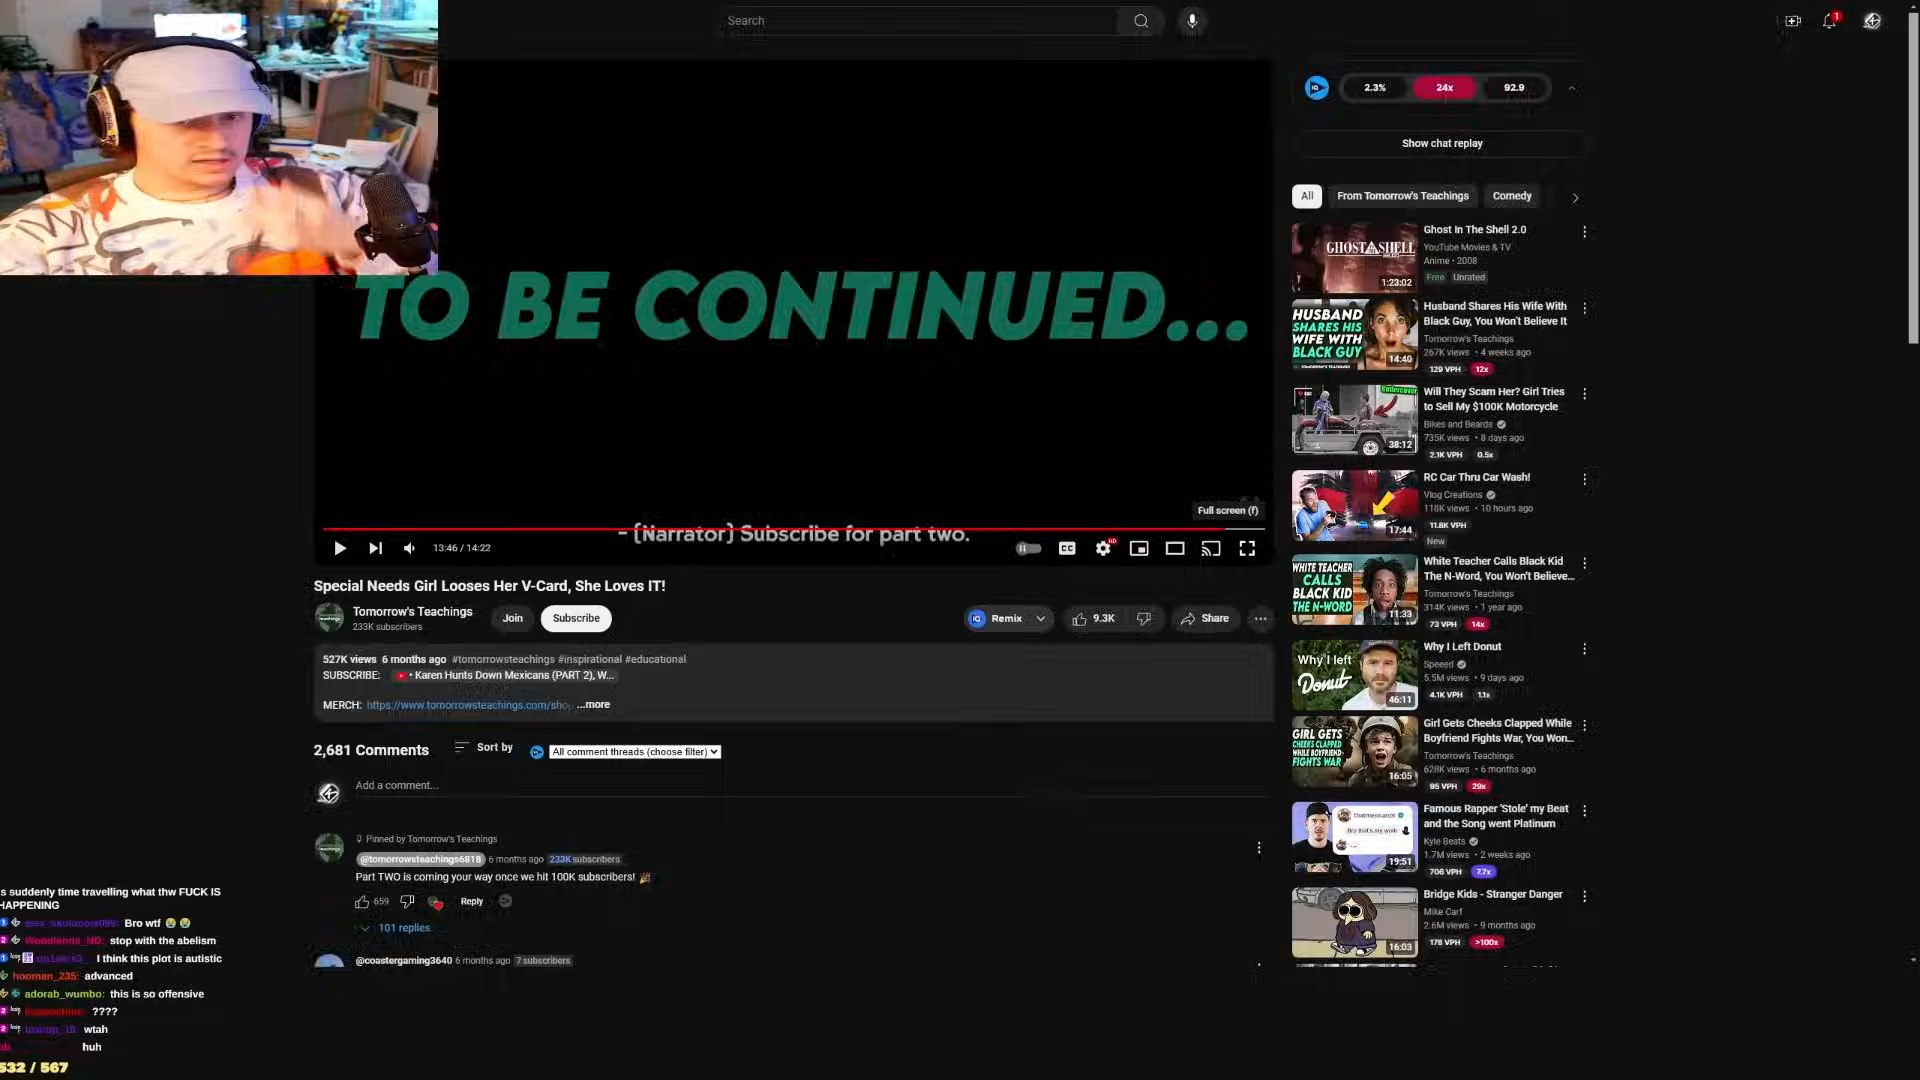 Search
1
TO BE CONTINUED...
- [Narrator] Subscribe for part two.
Full screen (f)
13:46 / 14:22
CC
HD
Special Needs Girl Looses Her V-Card, She Loves IT!
Tomorrow's Teachings
233K subscribers
Join
Subscribe
Remix
9.3K
Share
527K views 6 months ago #tomorrowsteachings #inspirational #educational
SUBSCRIBE: • Karen Hunts Down Mexicans (PART 2), W...
MERCH: https://www.tomorrowsteachings.com/sho ...more
2,681 Comments
Sort by
All comment threads (choose filter)
Add a comment...
Pinned by Tomorrow's Teachings
@tomorrowsteachings6818 6 months ago 233K subscribers
Part TWO is coming your way once we hit 100K subscribers! 🎉
659
Reply
101 replies
@coastergaming3640 6 months ago 7 subscribers
2.3% 24x 92.9
Show chat replay
All
From Tomorrow's Teachings
Comedy
GHOST SHELL
1:23:02
Ghost In The Shell 2.0
YouTube Movies & TV
Anime • 2008
Free Unrated
HUSBAND
SHARES HIS
WIFE WITH
BLACK GUY
14:40
Husband Shares His Wife With
Black Guy, You Won't Believe It
Tomorrow's Teachings
267K views • 4 weeks ago
129 VPH 12x
undercover
38:12
Will They Scam Her? Girl Tries
to Sell My $100K Motorcycle
Bikes and Beards
735K views • 8 days ago
2.1K VPH 0.5x
17:44
RC Car Thru Car Wash!
Vlog Creations
118K views • 10 hours ago
11.8K VPH
New
WHITE TEACHER
CALLS
BLACK KID
THE N-WORD
11:33
White Teacher Calls Black Kid
The N-Word, You Won't Believe...
Tomorrow's Teachings
314K views • 1 year ago
73 VPH 14x
Why I left
Donut
46:11
Why I Left Donut
Speeed
5.5M views • 9 days ago
4.1K VPH 1.1x
GIRL GETS
CHEEKS CLAPPED
WHILE BOYFRIEND
FIGHTS WAR
16:05
Girl Gets Cheeks Clapped While
Boyfriend Fights War, You Won...
Tomorrow's Teachings
628K views • 6 months ago
95 VPH 29x
thatmexicankid
Bro that's my work
19:51
Famous Rapper 'Stole' my Beat
and the Song went Platinum
Kyle Beats
1.7M views • 2 weeks ago
706 VPH 7.7x
16:03
Bridge Kids - Stranger Danger
Mike Carf
2.6M views • 9 months ago
178 VPH >100x
s suddenly time travelling what thw FUCK IS
HAPPENING
Bro wtf 😭 😭
stop with the abelism
I think this plot is autistic
hooman_235: advanced
adorab_wumbo: this is so offensive
????
wtah
huh
532 / 567